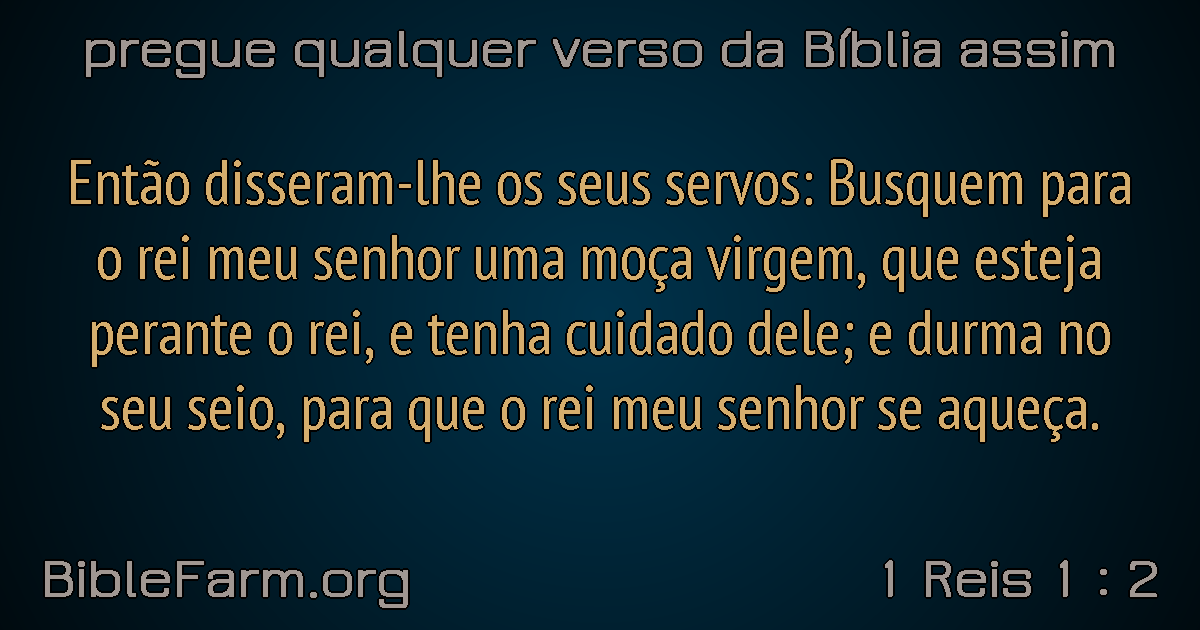 pregue qualquer verso da Bíblia assim
Então disseram-lhe os seus servos: Busquem para
o rei meu senhor uma moça virgem, que esteja
perante o rei, e tenha cuidado dele; e durma no
seu seio, para que o rei meu senhor se aqueça.
BibleFarm.org
1 Reis 1 : 2